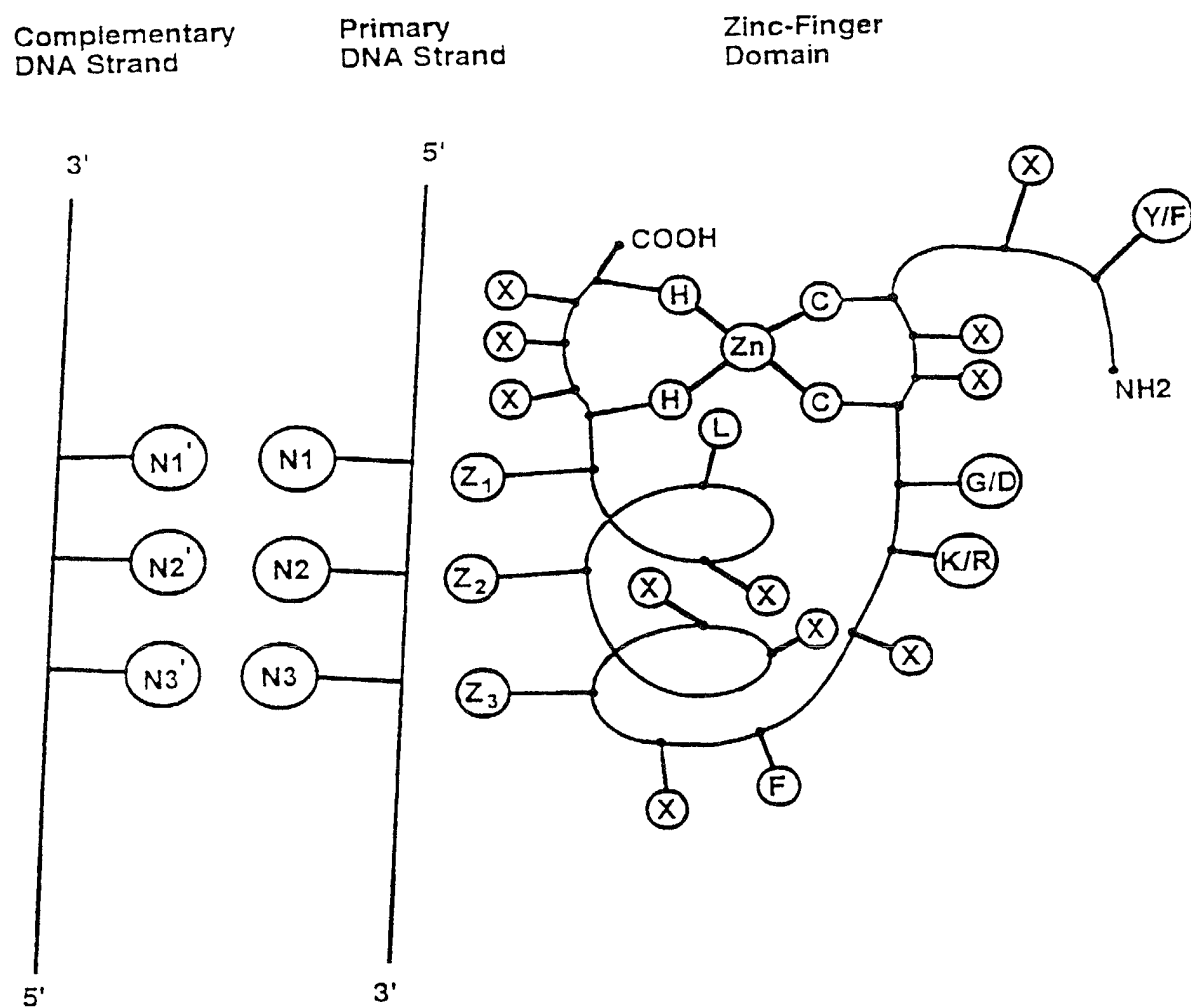 Complementary
DNA Strand
Primary
DNA Strand
Zinc-Finger
Domain
3'
5'
X
Y/F
COOH
X
H
C
X
Zn
X
X
X
H
C
NH2
L
N1'
N1
Z1
G/D
N2'
N2
Z2
X
X
K/R
X
X
N3'
N3
Z3
X
F
5'
3'